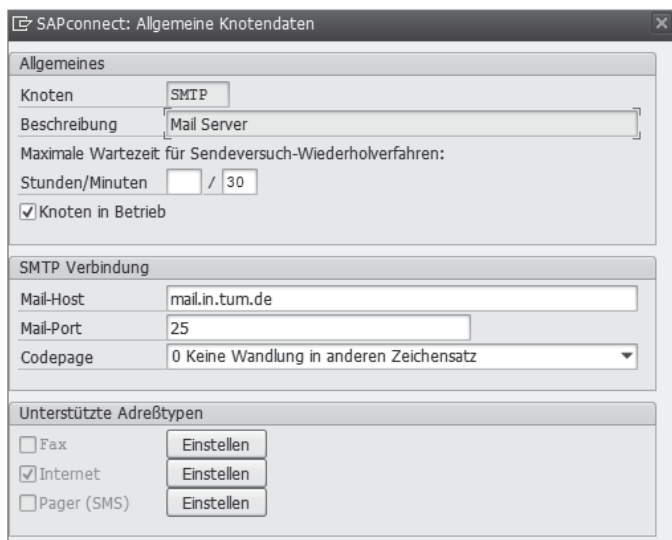 SAPconnect: Allgemeine Knotendaten
Allgemeines
Knoten SMTP
Beschreibung Mail Server
Maximale Wartezeit für Sendeversuch-Wiederholverfahren:
Stunden/Minuten / 30
Knoten in Betrieb
SMTP Verbindung
Mail-Host mail.in.tum.de
Mail-Port 25
Codepage 0 Keine Wandlung in anderen Zeichensatz
Unterstützte Adreßtypen
Fax Einstellen
Internet Einstellen
Pager (SMS) Einstellen